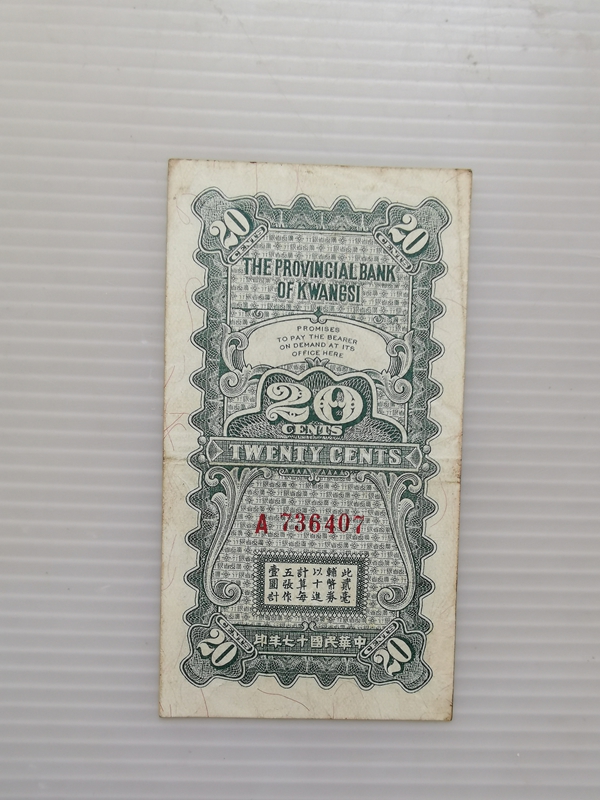 20
CENTS
20
CENTS
THE PROVINCIAL BANK
OF KWANGSI
PROMISES
TO PAY THE BEARER
ON DEMAND AT ITS
OFFICE HERE
20
CENTS
TWENTY CENTS
A 736407
此貳毫
輔幣券
以十進
計算每
五張作
壹圓計
中華民國十七年印
CENTS
20
CENTS
20